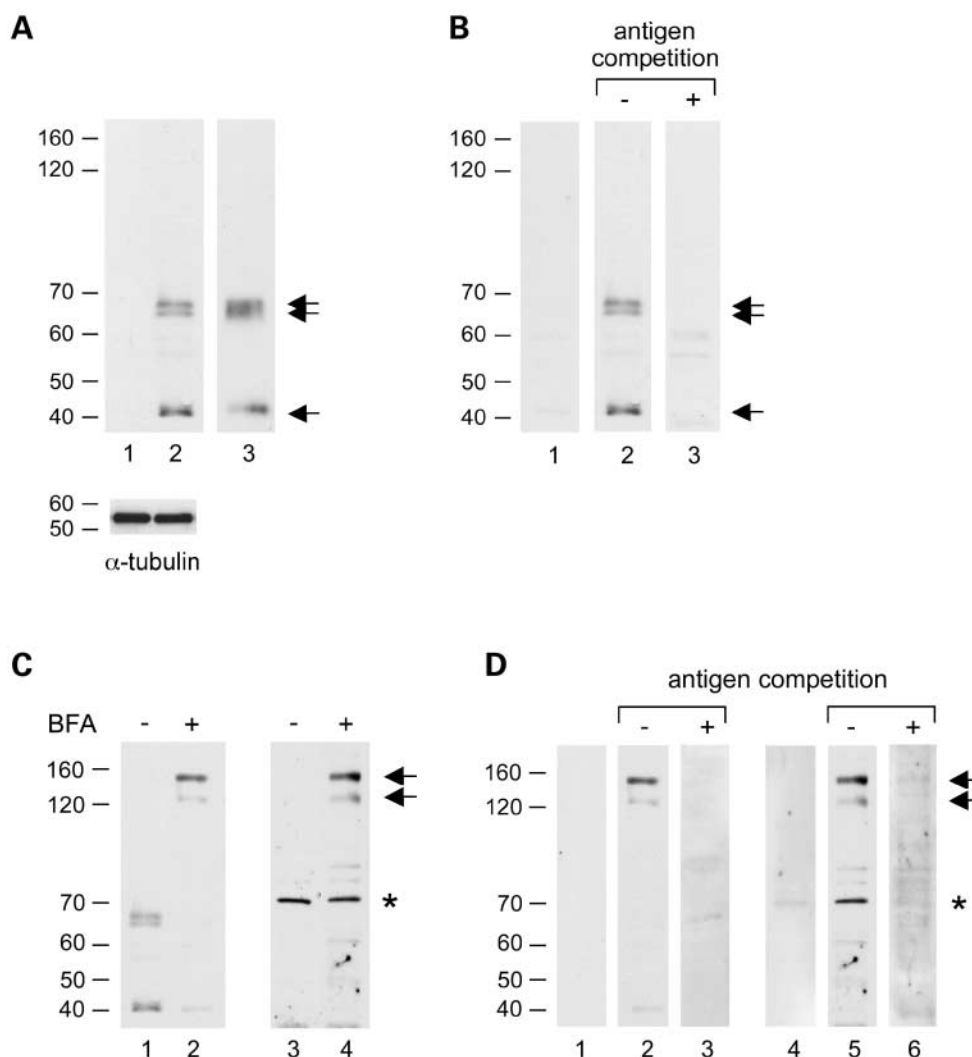 A
160
120
70
60
50
40
1 2 3
60
50
α-tubulin
B
antigen
competition
- +
160
120
70
60
50
40
1 2 3
C
BFA - + - +
160
120
70
60
50
40
*
1 2 3 4
D
antigen competition
- + - +
160
120
70
60
50
40
*
1 2 3 4 5 6